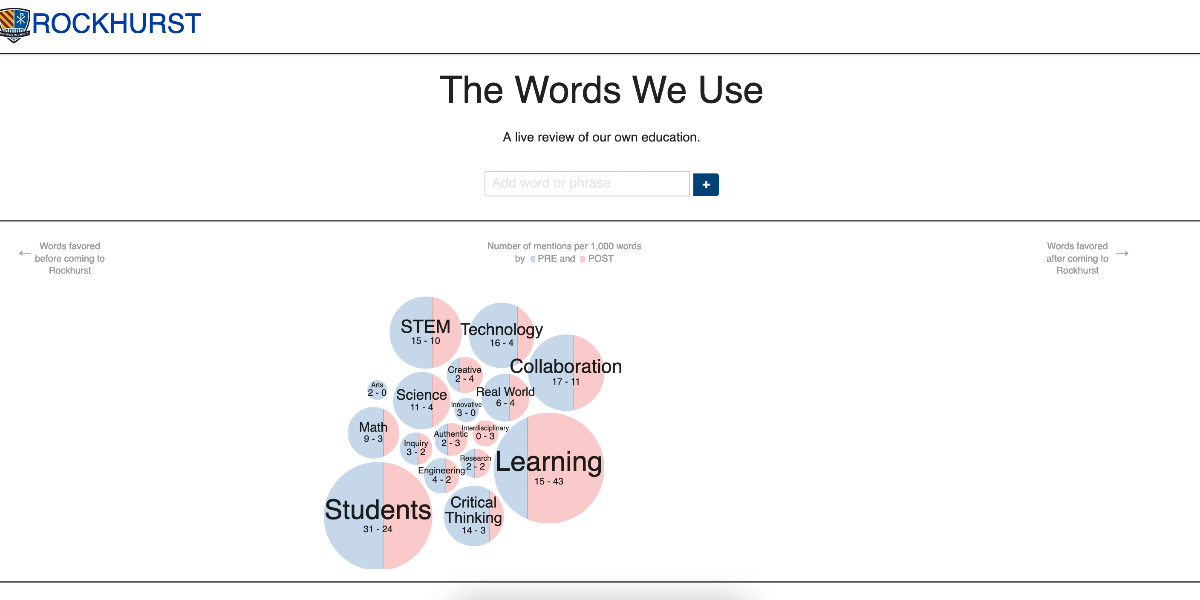 ROCKHURST
The Words We Use
A live review of our own education.
Add word or phrase
+
← Words favored
before coming to
Rockhurst
Number of mentions per 1,000 words
by PRE and POST
Words favored →
after coming to
Rockhurst
STEM
15 - 10
Technology
16 - 4
Collaboration
17 - 11
Creative
2 - 4
Arts
2 - 0
Science
11 - 4
Real World
6 - 4
Innovative
3 - 0
Math
9 - 3
Inquiry
3 - 2
Authentic
2 - 3
Interdisciplinary
0 - 3
Research
2 - 2
Engineering
4 - 2
Learning
15 - 43
Students
31 - 24
Critical
Thinking
14 - 3